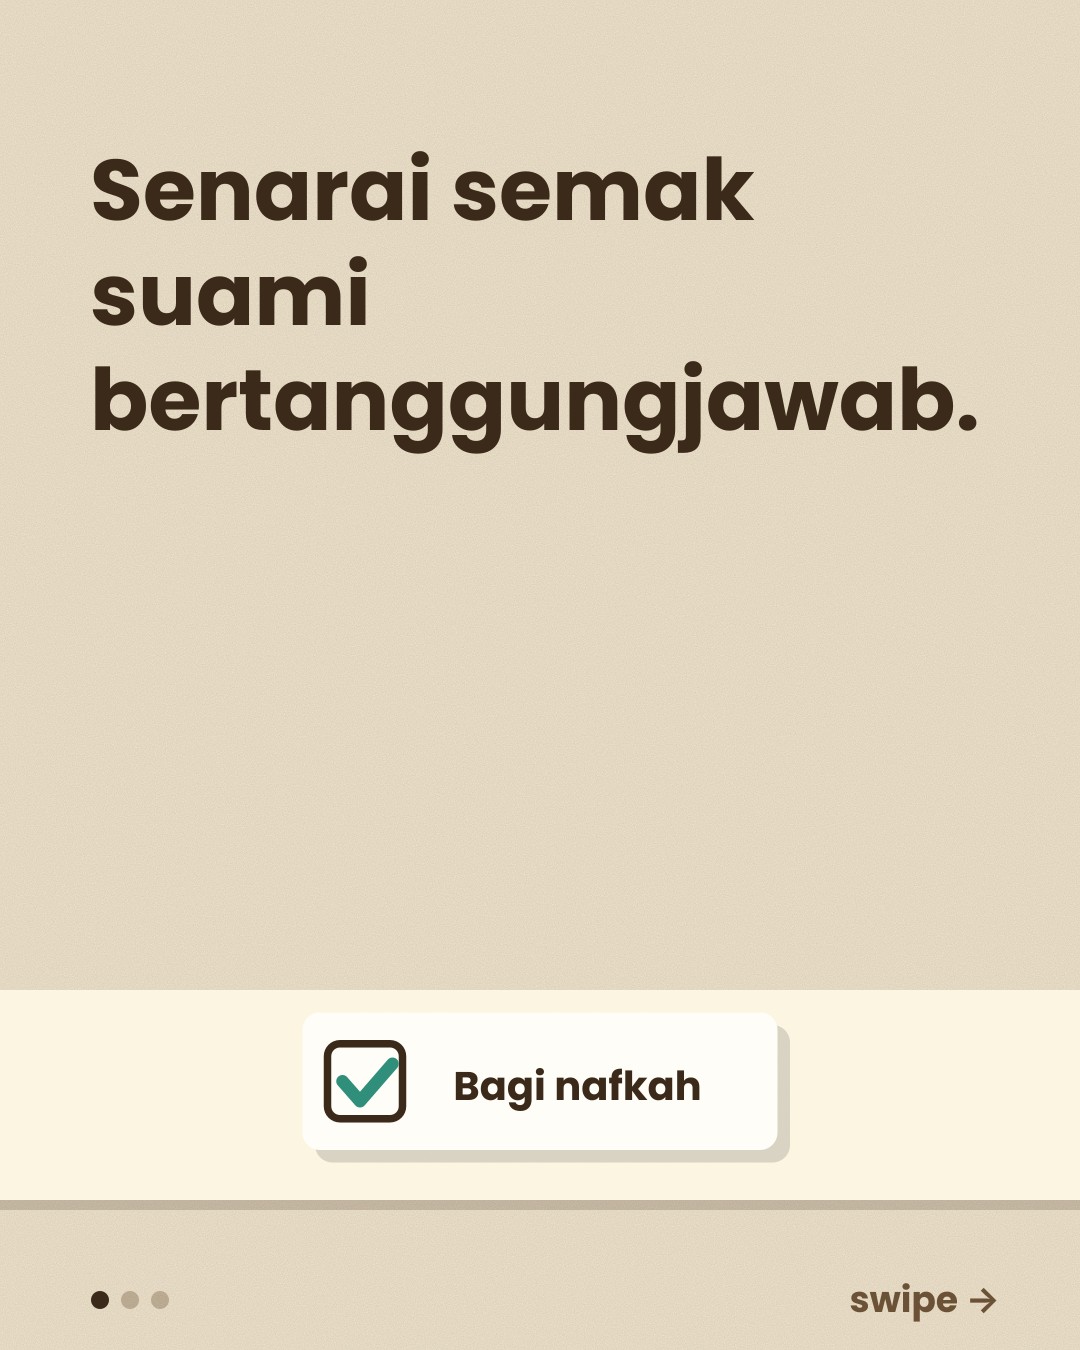 Senarai semak
suami
bertanggungjawab.
Bagi nafkah
swipe →